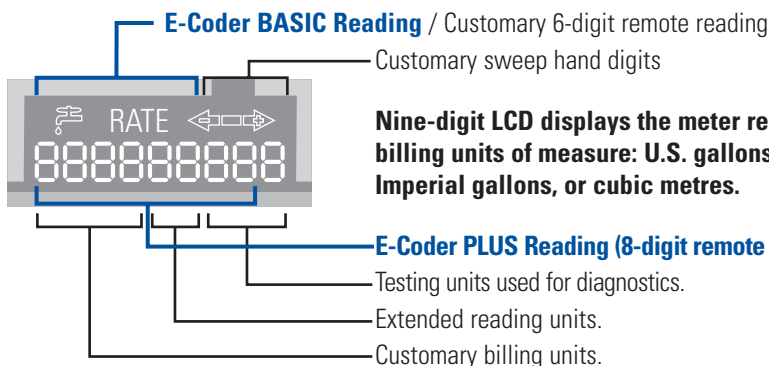 E-Coder BASIC Reading / Customary 6-digit remote reading
Customary sweep hand digits
RATE
888888888
Nine-digit LCD displays the meter re
billing units of measure: U.S. gallons
Imperial gallons, or cubic metres.
E-Coder PLUS Reading (8-digit remote
Testing units used for diagnostics.
Extended reading units.
Customary billing units.